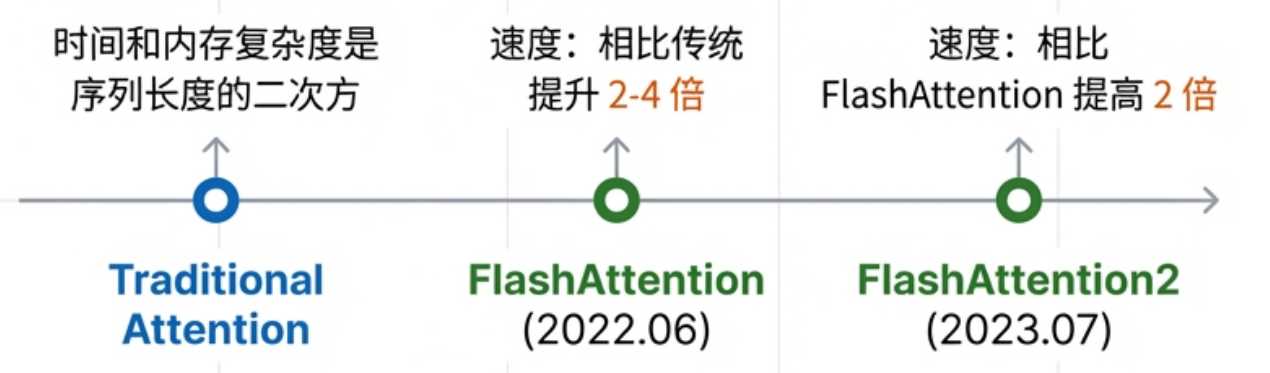 时间和内存复杂度是
序列长度的二次方
速度：相比传统
提升 2-4 倍
速度：相比
FlashAttention 提高 2 倍
Traditional
Attention
FlashAttention
(2022.06)
FlashAttention2
(2023.07)